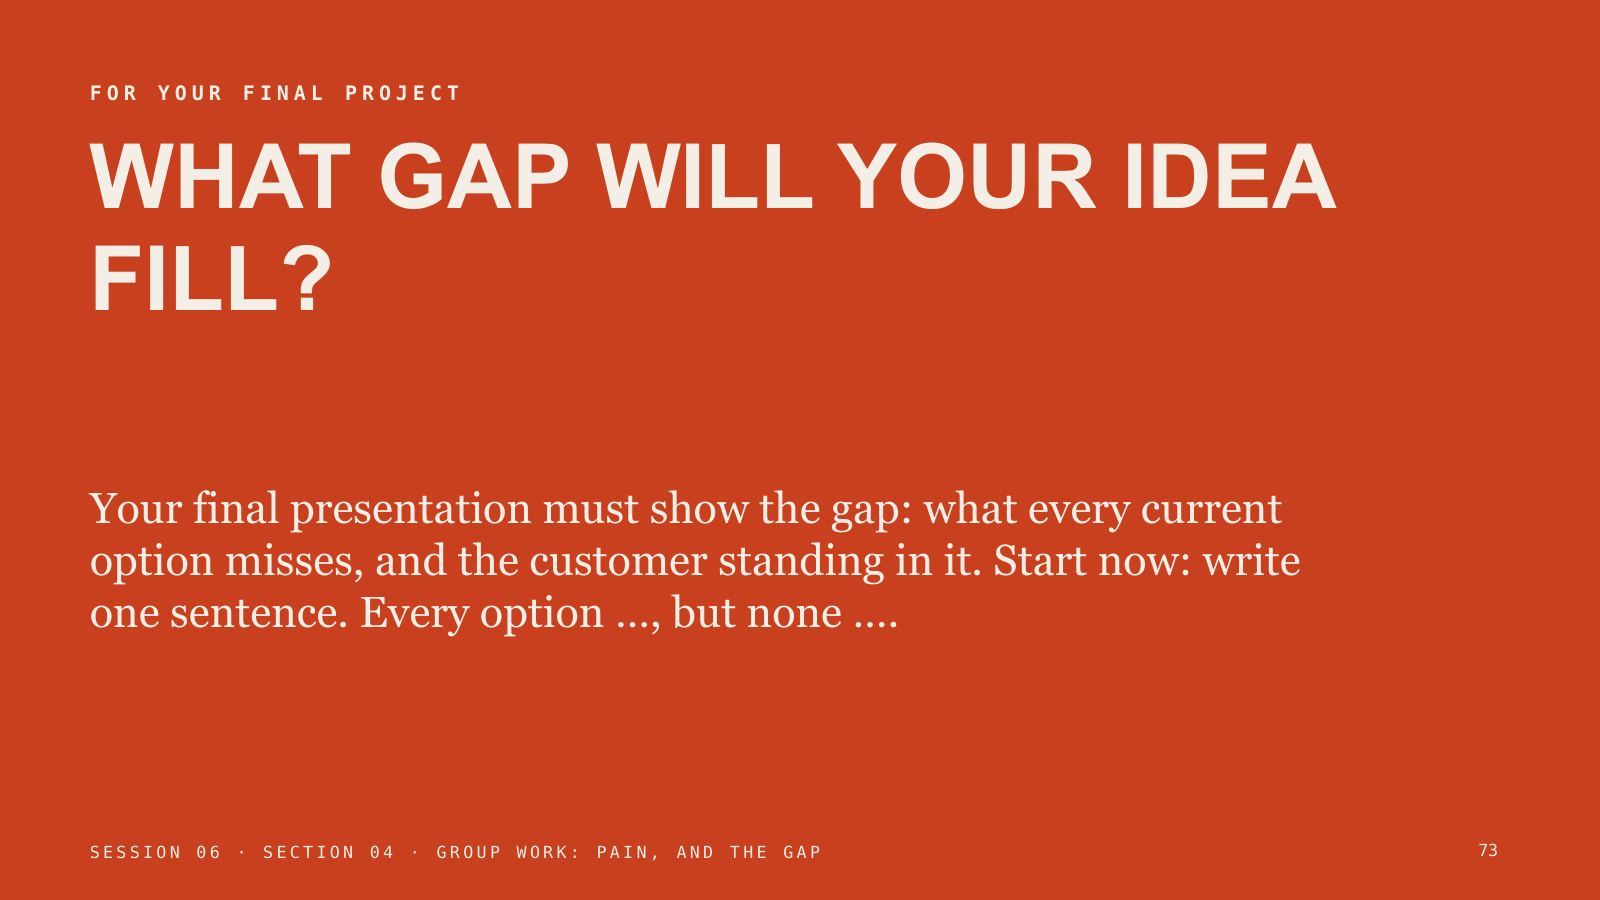 FOR YOUR FINAL PROJECT
WHAT GAP WILL YOUR IDEA
FILL?
Your final presentation must show the gap: what every current
option misses, and the customer standing in it. Start now: write
one sentence. Every option ..., but none ....
SESSION 06 · SECTION 04 · GROUP WORK: PAIN, AND THE GAP
73